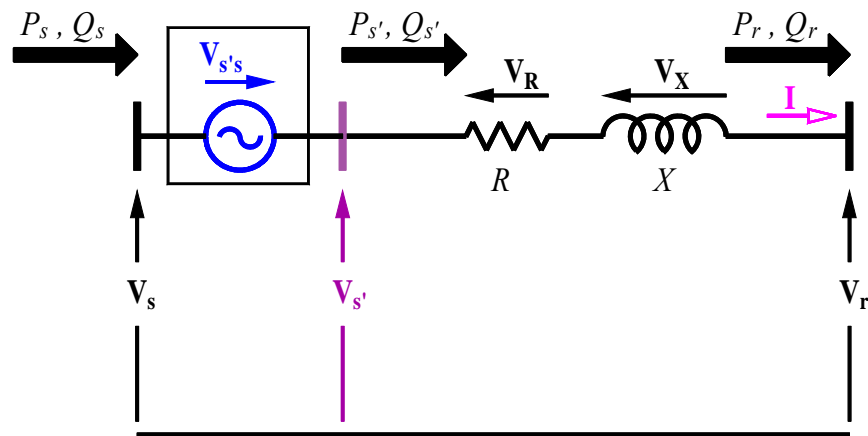 Ps , Qs
Ps', Qs'
Pr , Qr
Vs's
VR
VX
I
R
X
Vs
Vs'
Vr